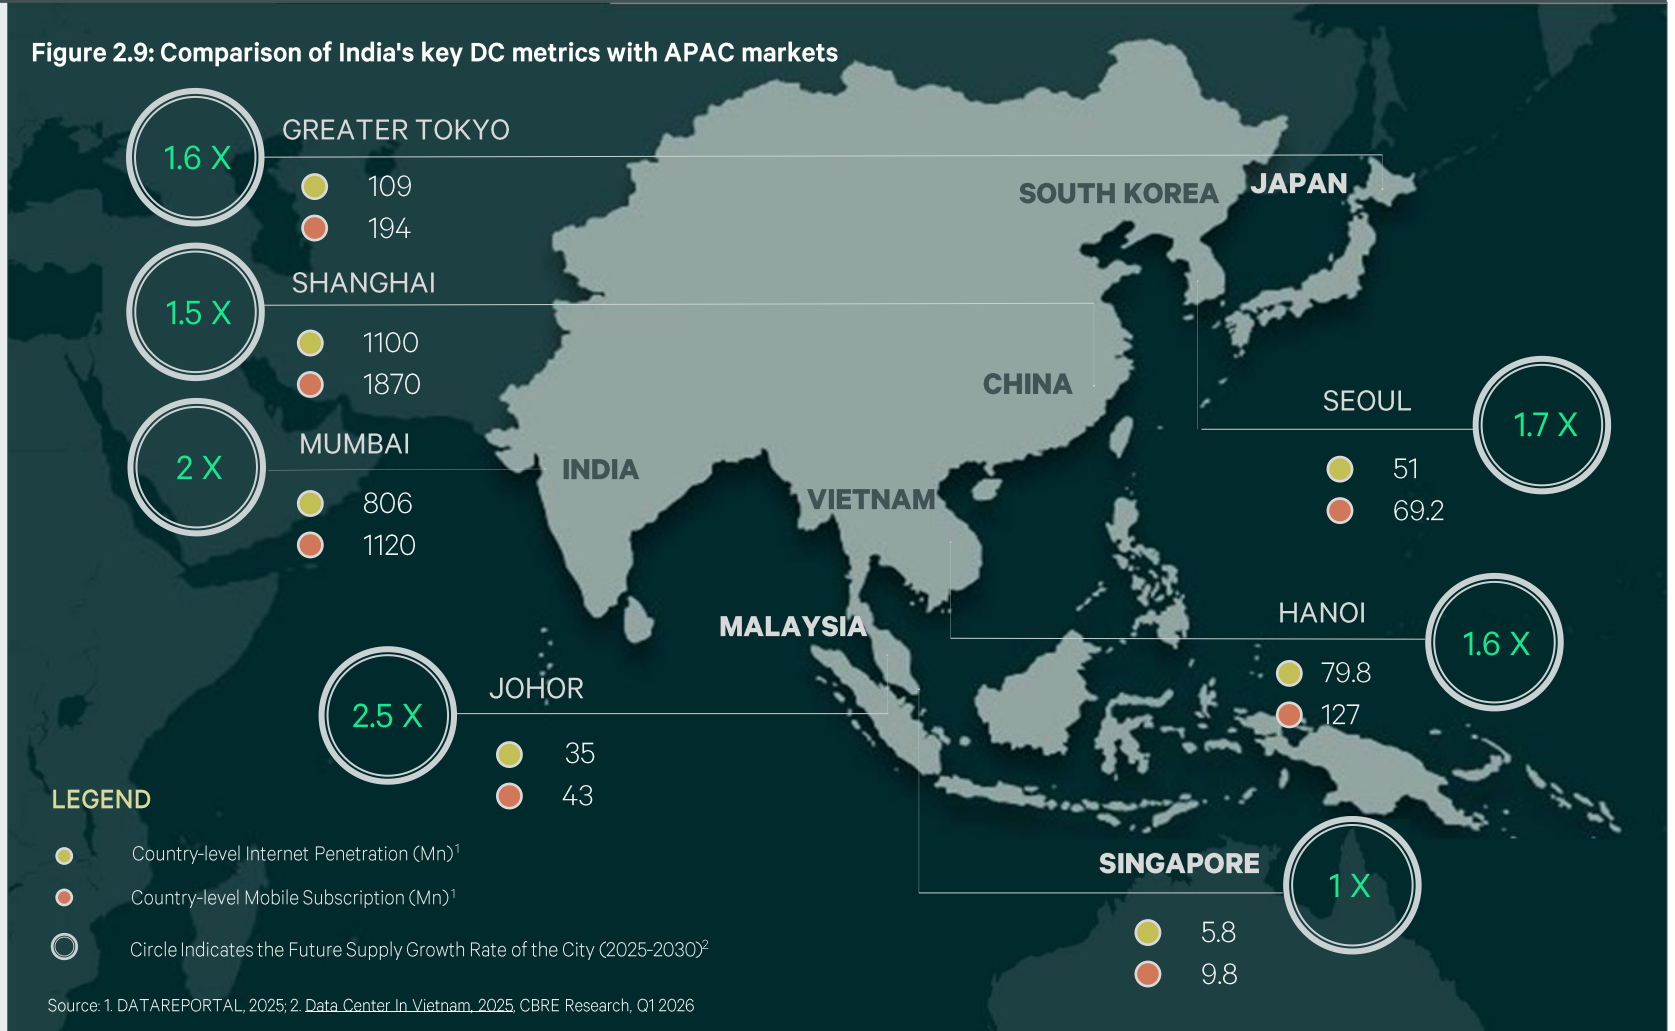 Figure 2.9: Comparison of India's key DC metrics with APAC markets
1.6 X
GREATER TOKYO
109
194
SOUTH KOREA
JAPAN
1.5 X
SHANGHAI
1100
1870
CHINA
2 X
MUMBAI
806
1120
INDIA
VIETNAM
SEOUL
1.7 X
51
69.2
MALAYSIA
HANOI
1.6 X
79.8
127
2.5 X
JOHOR
35
43
SINGAPORE
1 X
5.8
9.8
LEGEND
Country-level Internet Penetration (Mn)¹
Country-level Mobile Subscription (Mn)¹
Circle Indicates the Future Supply Growth Rate of the City (2025-2030)²
Source: 1. DATAREPORTAL, 2025; 2. Data Center In Vietnam, 2025, CBRE Research, Q1 2026